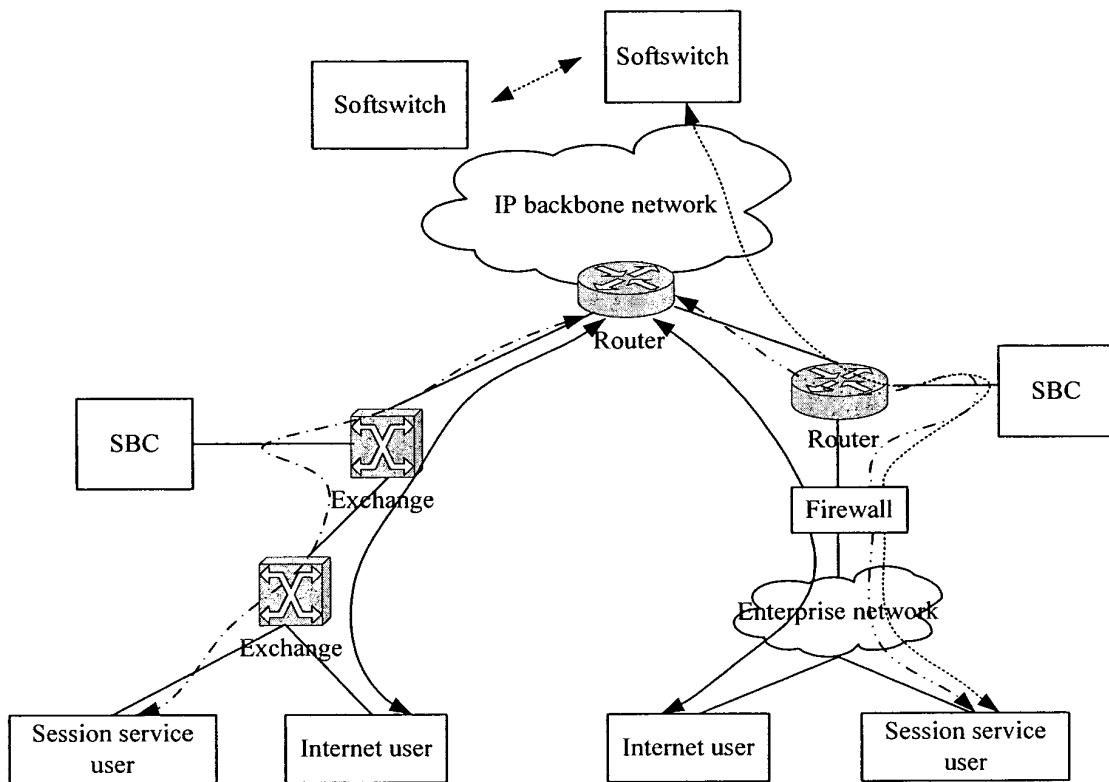 Softswitch
Softswitch
IP backbone network
Router
SBC
SBC
Router
Exchange
Firewall
Enterprise network
Exchange
Session service
user
Internet user
Internet user
Session service
user